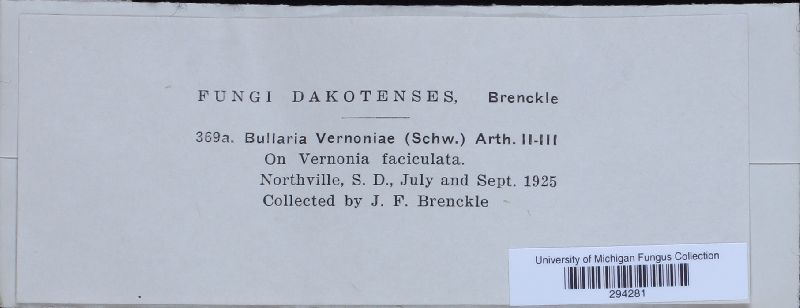 FUNGI DAKOTENSES, Brenckle
369a. Bullaria Vernoniae (Schw.) Arth. II-III
On Vernonia faciculata.
Northville, S. D., July and Sept. 1925
Collected by J. F. Brenckle
University of Michigan Fungus Collection
294281